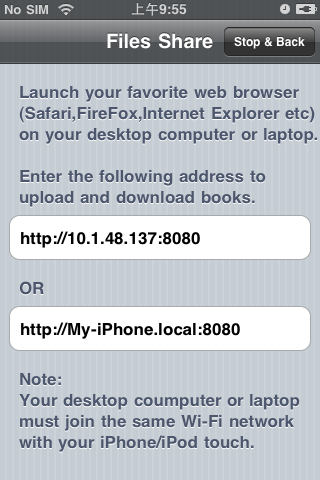 No SIM 上午9:55
Files Share Stop & Back
Launch your favorite web browser
(Safari,FireFox,Internet Explorer etc)
on your desktop computer or laptop.
Enter the following address to
upload and download books.
http://10.1.48.137:8080
OR
http://My-iPhone.local:8080
Note:
Your desktop coumputer or laptop
must join the same Wi-Fi network
with your iPhone/iPod touch.